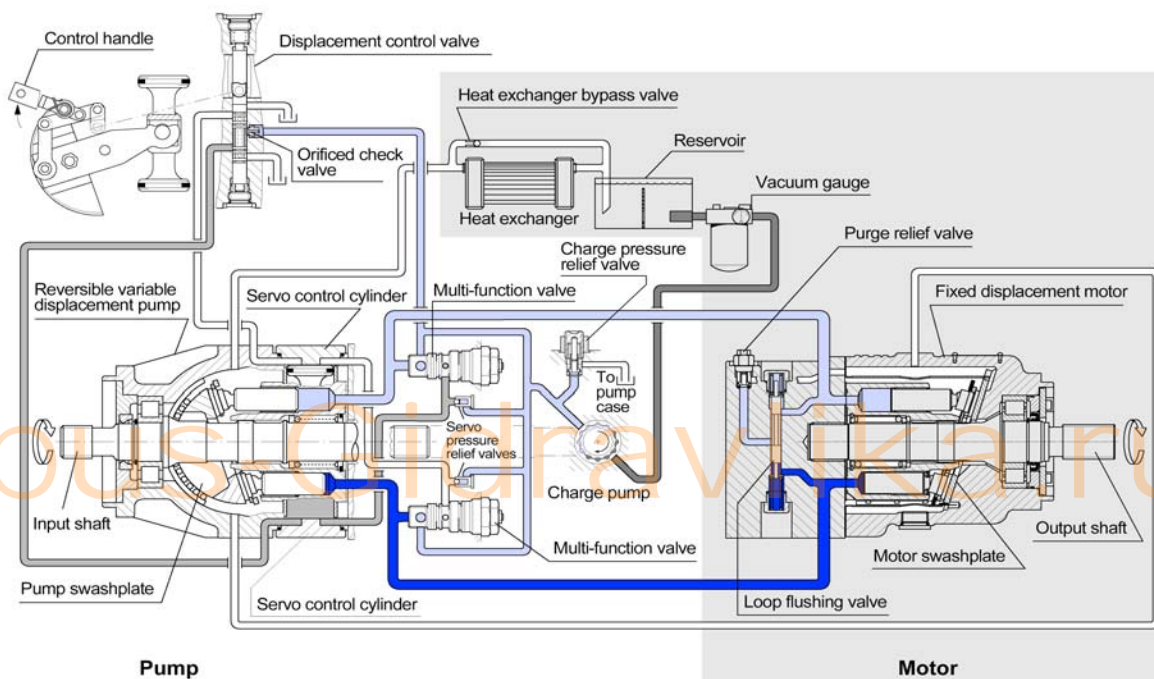 Control handle
Displacement control valve
Heat exchanger bypass valve
Reservoir
Orificed check
valve
Vacuum gauge
Heat exchanger
Charge pressure
relief valve
Purge relief valve
Reversible variable
displacement pump
Servo control cylinder
Multi-function valve
Fixed displacement motor
To
pump
case
Servo
pressure
relief valves
Charge pump
Input shaft
Output shaft
Multi-function valve
Motor swashplate
Pump swashplate
Servo control cylinder
Loop flushing valve
Pump
Motor